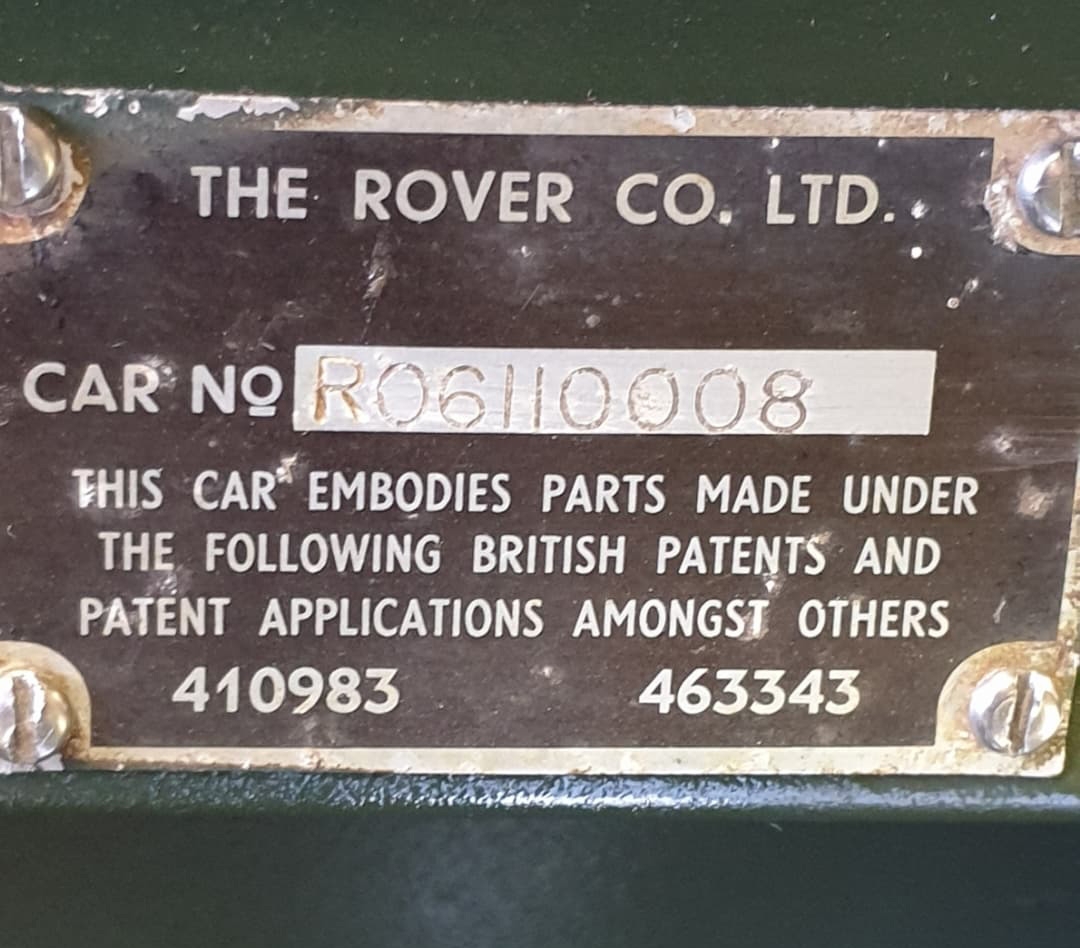 THE ROVER CO. LTD.
CAR Nº R06110008
THIS CAR EMBODIES PARTS MADE UNDER
THE FOLLOWING BRITISH PATENTS AND
PATENT APPLICATIONS AMONGST OTHERS
410983 463343